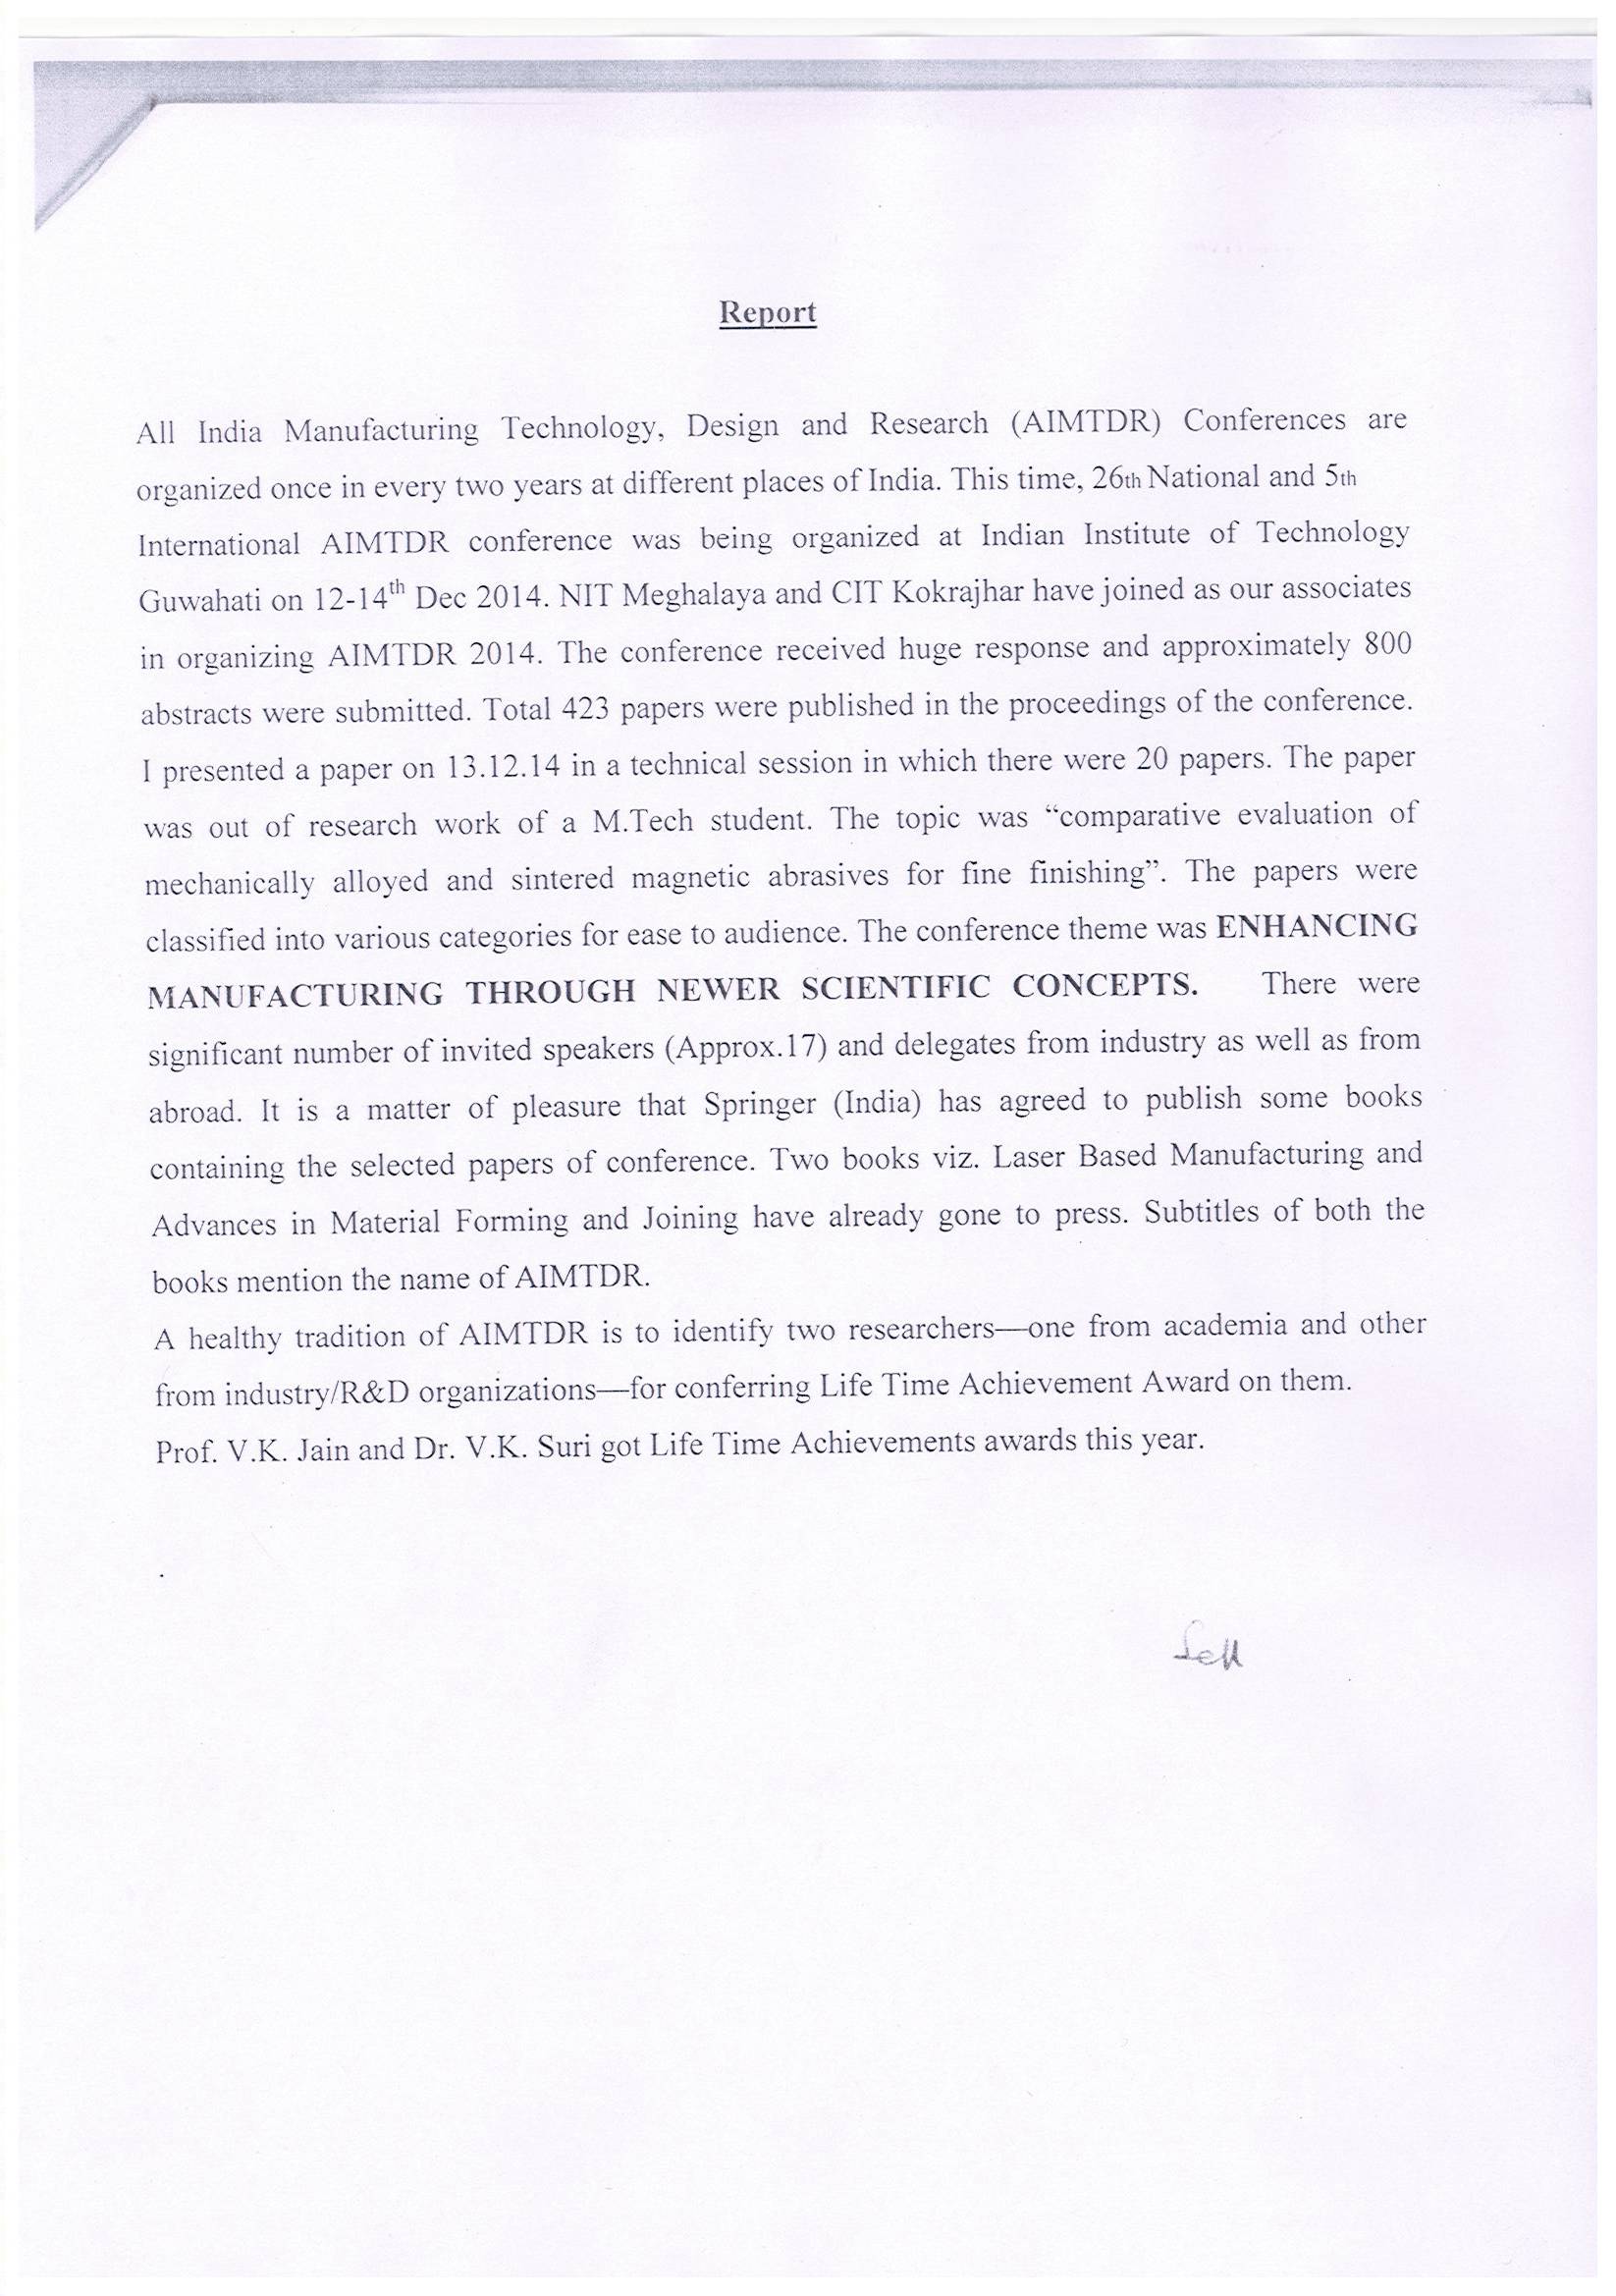 Report
All India Manufacturing Technology, Design and Research (AIMTDR) Conferences are
organized once in every two years at different places of India. This time, 26th National and 5th
International AIMTDR conference was being organized at Indian Institute of Technology
Guwahati on 12-14th Dec 2014. NIT Meghalaya and CIT Kokrajhar have joined as our associates
in organizing AIMTDR 2014. The conference received huge response and approximately 800
abstracts were submitted. Total 423 papers were published in the proceedings of the conference.
I presented a paper on 13.12.14 in a technical session in which there were 20 papers. The paper
was out of research work of a M.Tech student. The topic was “comparative evaluation of
mechanically alloyed and sintered magnetic abrasives for fine finishing”. The papers were
classified into various categories for ease to audience. The conference theme was ENHANCING
MANUFACTURING THROUGH NEWER SCIENTIFIC CONCEPTS. There were
significant number of invited speakers (Approx.17) and delegates from industry as well as from
abroad. It is a matter of pleasure that Springer (India) has agreed to publish some books
containing the selected papers of conference. Two books viz. Laser Based Manufacturing and
Advances in Material Forming and Joining have already gone to press. Subtitles of both the
books mention the name of AIMTDR.
A healthy tradition of AIMTDR is to identify two researchers—one from academia and other
from industry/R&D organizations—for conferring Life Time Achievement Award on them.
Prof. V.K. Jain and Dr. V.K. Suri got Life Time Achievements awards this year.